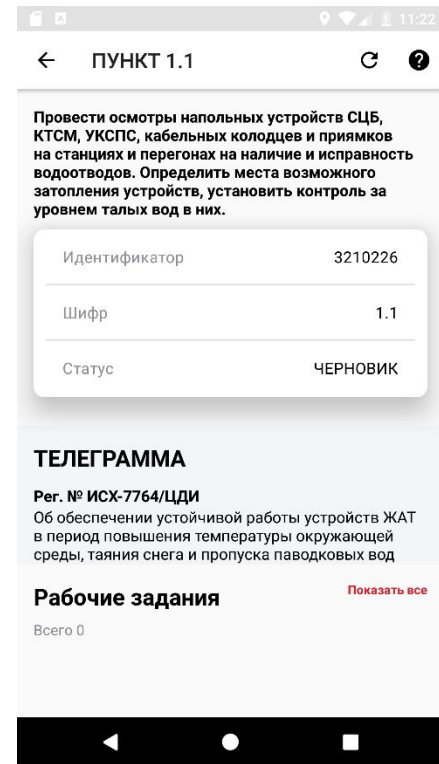 11:22
ПУНКТ 1.1
Провести осмотры напольных устройств СЦБ,
КТСМ, УКСПС, кабельных колодцев и приямков
на станциях и перегонах на наличие и исправность
водоотводов. Определить места возможного
затопления устройств, установить контроль за
уровнем талых вод в них.
Идентификатор 3210226
Шифр 1.1
Статус ЧЕРНОВИК
ТЕЛЕГРАММА
Рег. № ИСХ-7764/ЦДИ
Об обеспечении устойчивой работы устройств ЖАТ
в период повышения температуры окружающей
среды, таяния снега и пропуска паводковых вод
Рабочие задания Показать все
Всего 0